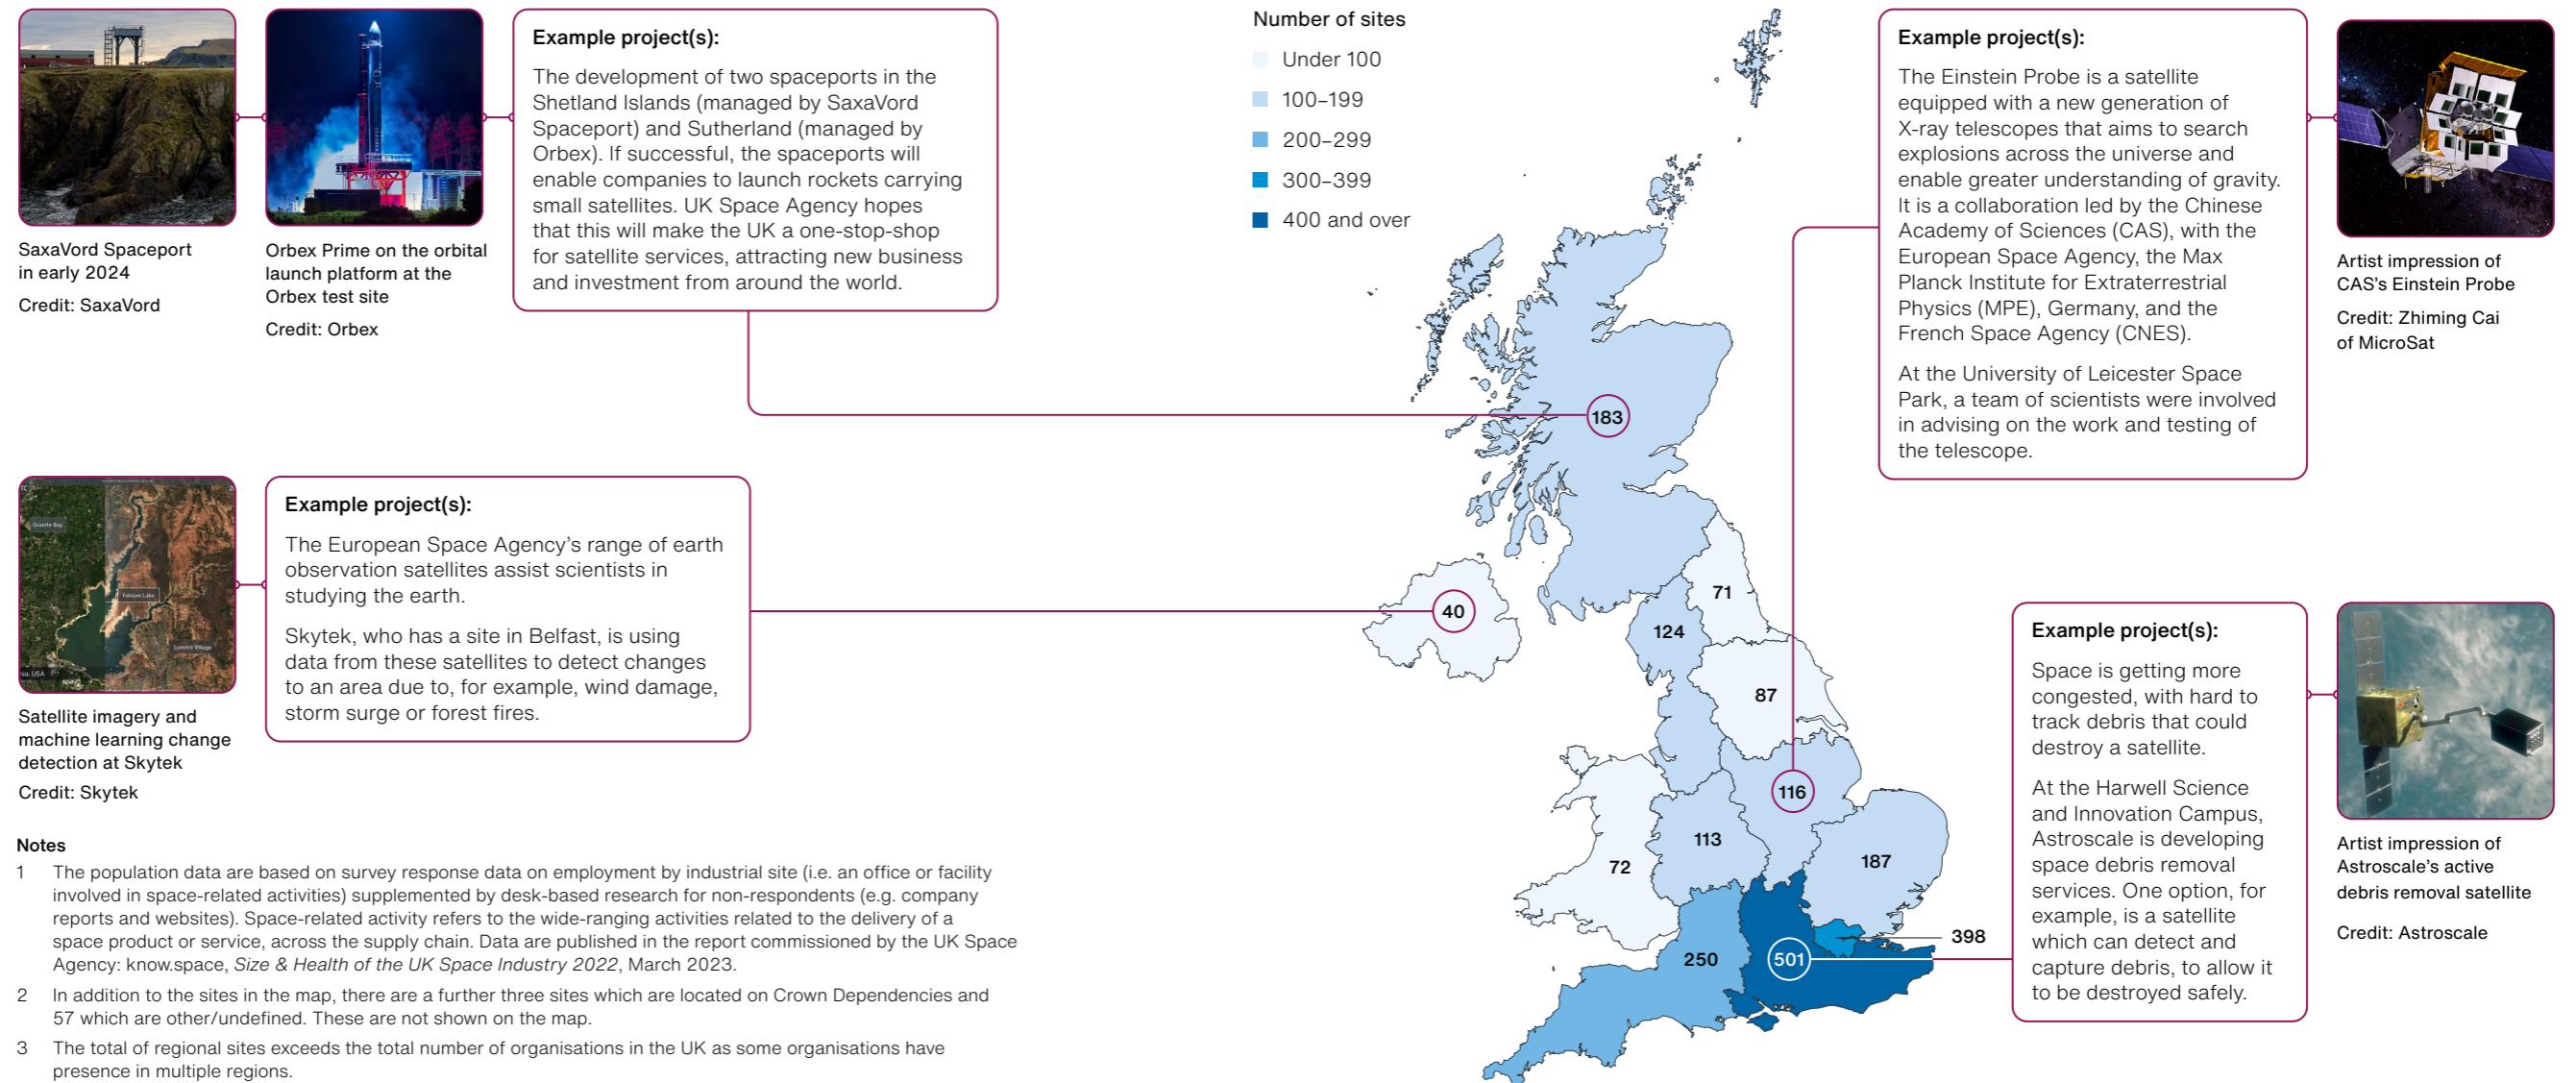 SaxaVord Spaceport
in early 2024
Credit: SaxaVord
Orbex Prime on the orbital
launch platform at the
Orbex test site
Credit: Orbex
Example project(s):
The development of two spaceports in the
Shetland Islands (managed by SaxaVord
Spaceport) and Sutherland (managed by
Orbex). If successful, the spaceports will
enable companies to launch rockets carrying
small satellites. UK Space Agency hopes
that this will make the UK a one-stop-shop
for satellite services, attracting new business
and investment from around the world.
Number of sites
Under 100
100–199
200–299
300–399
400 and over
Example project(s):
The Einstein Probe is a satellite
equipped with a new generation of
X-ray telescopes that aims to search
explosions across the universe and
enable greater understanding of gravity.
It is a collaboration led by the Chinese
Academy of Sciences (CAS), with the
European Space Agency, the Max
Planck Institute for Extraterrestrial
Physics (MPE), Germany, and the
French Space Agency (CNES).
At the University of Leicester Space
Park, a team of scientists were involved
in advising on the work and testing of
the telescope.
Artist impression of
CAS's Einstein Probe
Credit: Zhiming Cai
of MicroSat
Granite Bay
Folsom Lake
Summit Village
USA
Satellite imagery and
machine learning change
detection at Skytek
Credit: Skytek
Example project(s):
The European Space Agency's range of earth
observation satellites assist scientists in
studying the earth.
Skytek, who has a site in Belfast, is using
data from these satellites to detect changes
to an area due to, for example, wind damage,
storm surge or forest fires.
183
40
71
124
87
116
113
72
187
398
250
501
Example project(s):
Space is getting more
congested, with hard to
track debris that could
destroy a satellite.
At the Harwell Science
and Innovation Campus,
Astroscale is developing
space debris removal
services. One option, for
example, is a satellite
which can detect and
capture debris, to allow it
to be destroyed safely.
Artist impression of
Astroscale's active
debris removal satellite
Credit: Astroscale
Notes
1 The population data are based on survey response data on employment by industrial site (i.e. an office or facility
involved in space-related activities) supplemented by desk-based research for non-respondents (e.g. company
reports and websites). Space-related activity refers to the wide-ranging activities related to the delivery of a
space product or service, across the supply chain. Data are published in the report commissioned by the UK Space
Agency: know.space, Size & Health of the UK Space Industry 2022, March 2023.
2 In addition to the sites in the map, there are a further three sites which are located on Crown Dependencies and
57 which are other/undefined. These are not shown on the map.
3 The total of regional sites exceeds the total number of organisations in the UK as some organisations have
presence in multiple regions.